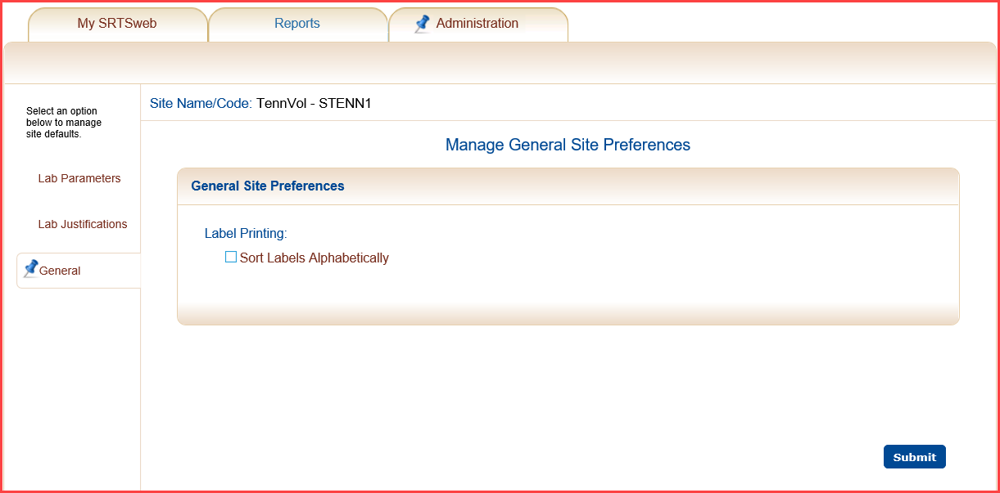 My SRTSweb
Reports
Administration
Select an option
below to manage
site defaults.
Site Name/Code: TennVol - STENN1
Manage General Site Preferences
Lab Parameters
Lab Justifications
General
General Site Preferences
Label Printing:
Sort Labels Alphabetically
Submit